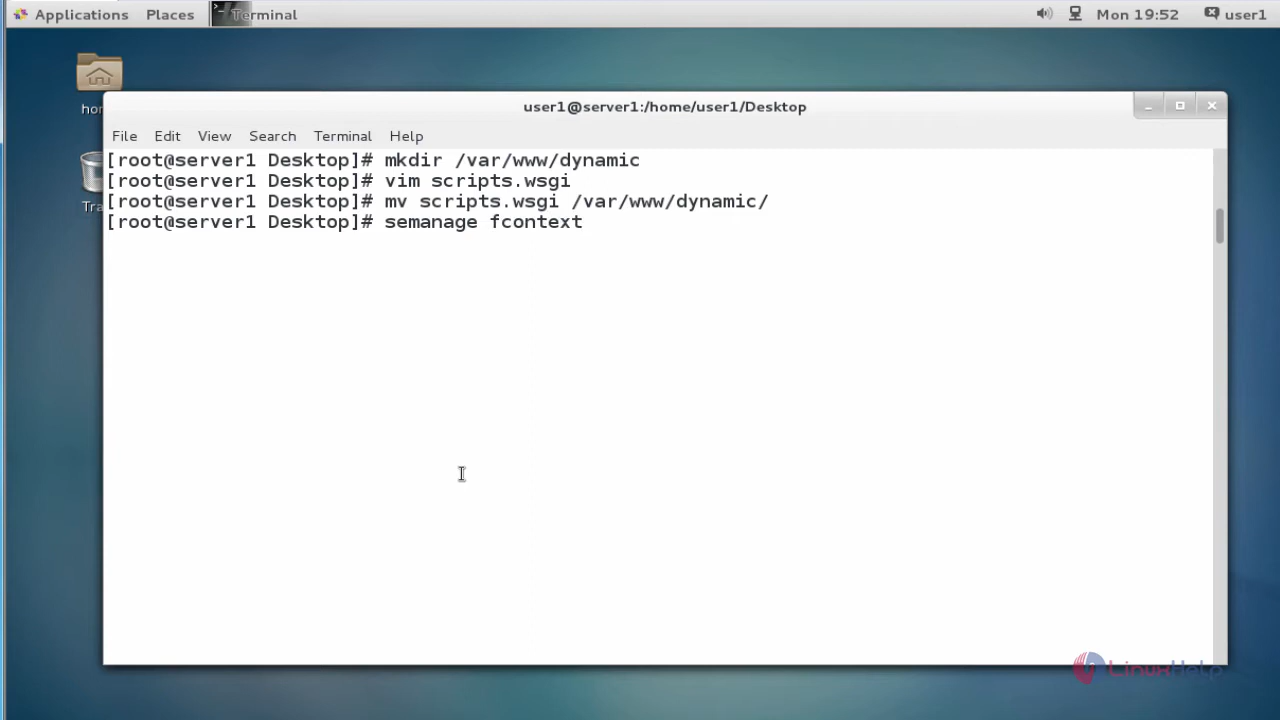 Applications Places Terminal Mon 19:52 user1
user1@server1:/home/user1/Desktop
File Edit View Search Terminal Help
[root@server1 Desktop]# mkdir /var/www/dynamic
[root@server1 Desktop]# vim scripts.wsgi
[root@server1 Desktop]# mv scripts.wsgi /var/www/dynamic/
[root@server1 Desktop]# semanage fcontext
LinuxHelp